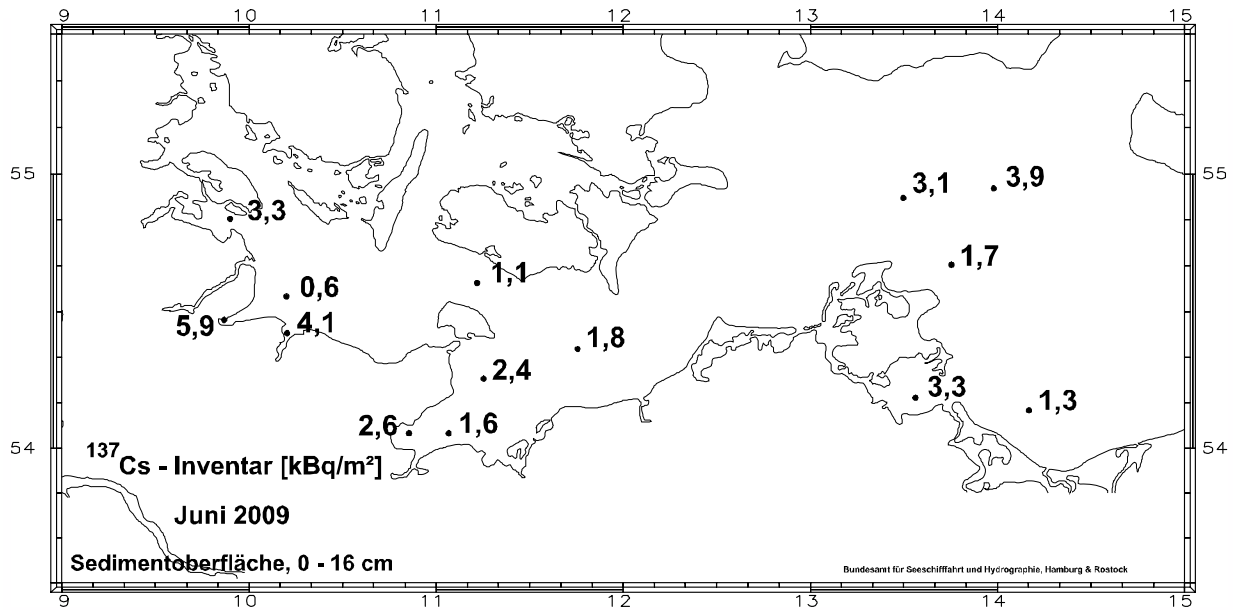 9 10 11 12 13 14 15
55 55
3,1 3,9
3,3
1,7
1,1
0,6
5,9 4,1
1,8
2,4
3,3 1,3
2,6 1,6
54 54
¹³⁷Cs - Inventar [kBq/m²]
Juni 2009
Sedimentoberfläche, 0 - 16 cm
Bundesamt für Seeschifffahrt und Hydrographie, Hamburg & Rostock
9 10 11 12 13 14 15